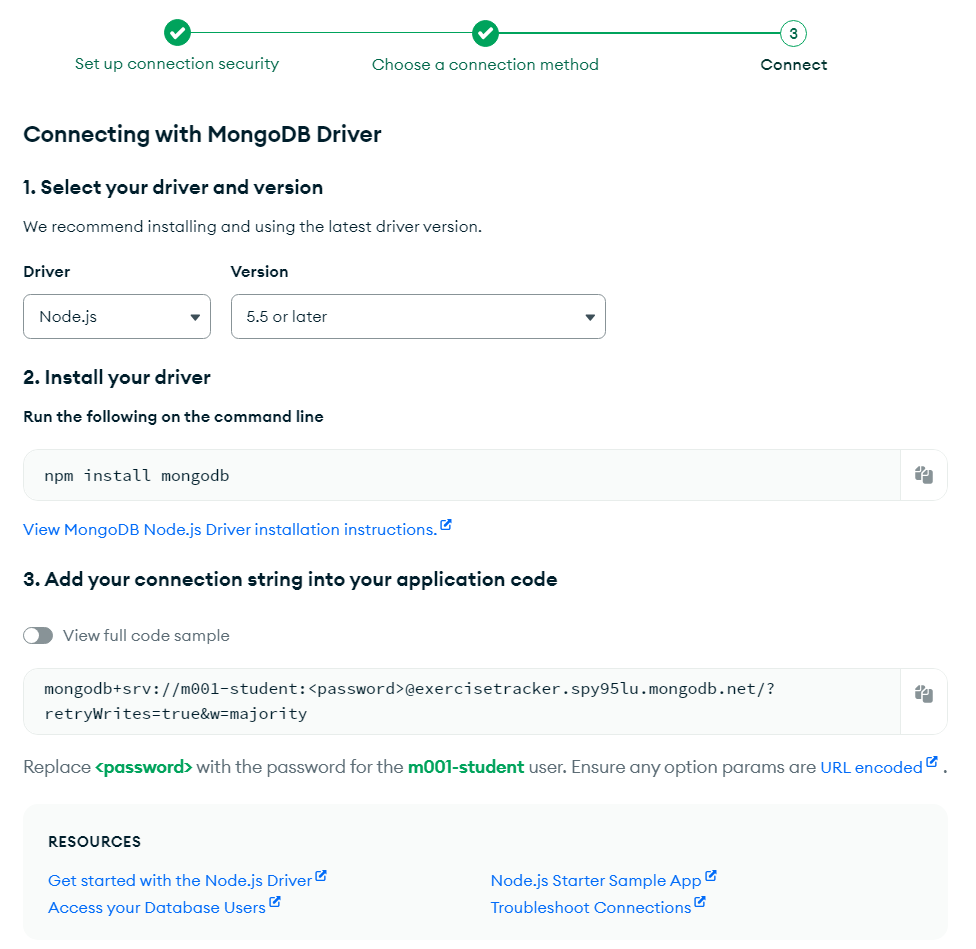 3
Set up connection security
Choose a connection method
Connect
Connecting with MongoDB Driver
1. Select your driver and version
We recommend installing and using the latest driver version.
Driver
Version
Node.js
5.5 or later
2. Install your driver
Run the following on the command line
npm install mongodb
View MongoDB Node.js Driver installation instructions.
3. Add your connection string into your application code
View full code sample
mongodb+srv://m001-student:<password>@exercisetracker.spy95lu.mongodb.net/?
retryWrites=true&w=majority
Replace <password> with the password for the m001-student user. Ensure any option params are URL encoded .
RESOURCES
Get started with the Node.js Driver
Node.js Starter Sample App
Access your Database Users
Troubleshoot Connections